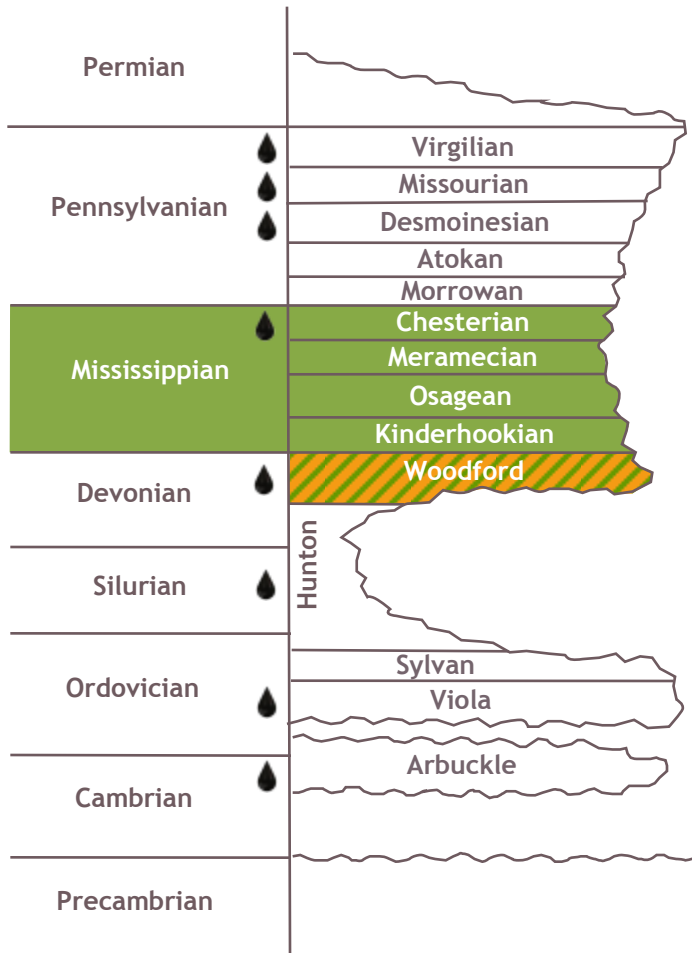 Permian
Pennsylvanian
Virgilian
Missourian
Desmoinesian
Atokan
Morrowan
Mississippian
Chesterian
Meramecian
Osagean
Kinderhookian
Devonian
Woodford
Hunton
Silurian
Ordovician
Sylvan
Viola
Arbuckle
Cambrian
Precambrian